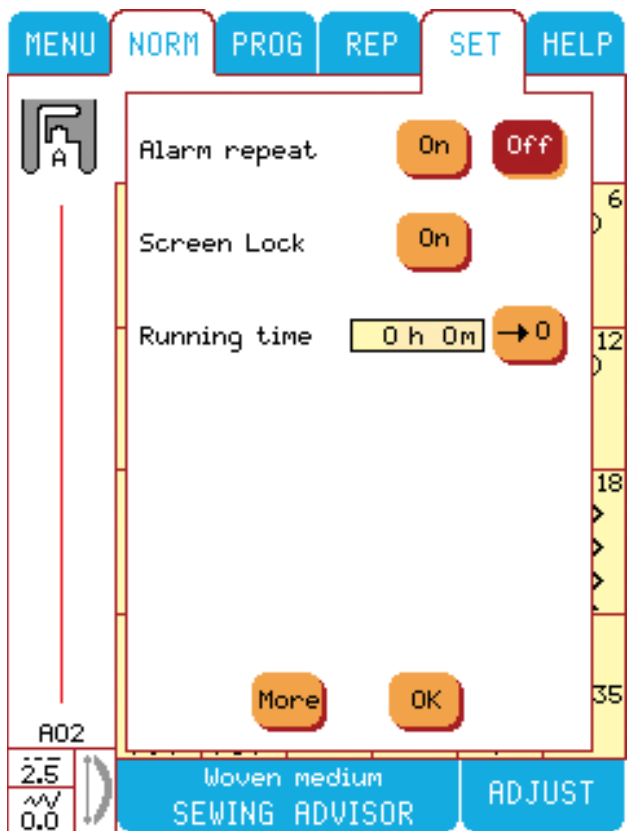 MENU NORM PROG REP SET HELP
A
Alarm repeat On Off
6
Screen Lock On
Running time 0 h 0m →0
12
18
More OK
35
A02
2.5
0.0
Woven medium
SEWING ADVISOR
ADJUST